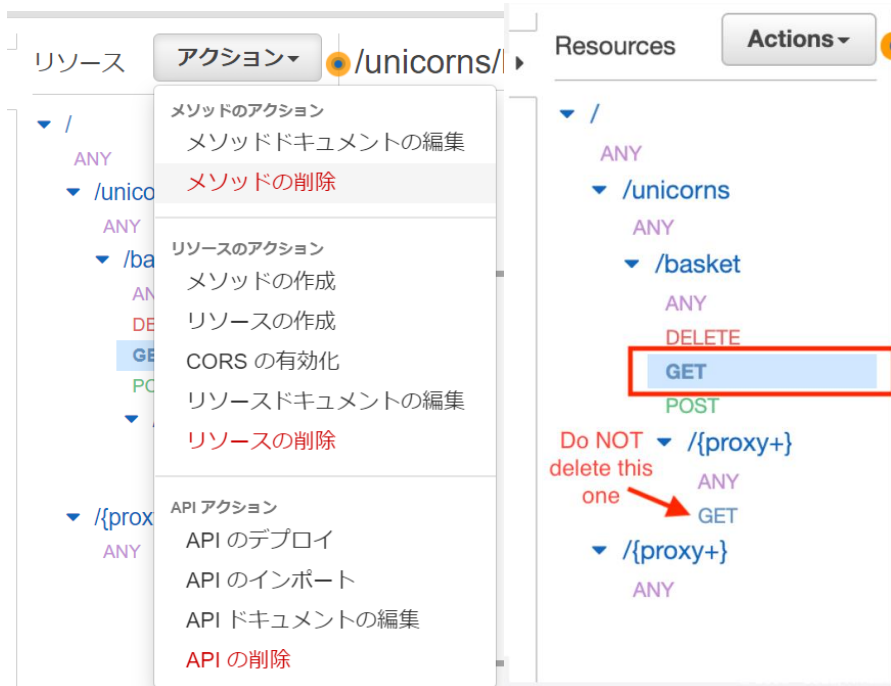 リソース
アクション
/unicorns/
/
ANY
/unico
ANY
/ba
AN
DE
GE
PO
/
/{prox
ANY
メソッドのアクション
メソッドドキュメントの編集
メソッドの削除
リソースのアクション
メソッドの作成
リソースの作成
CORS の有効化
リソースドキュメントの編集
リソースの削除
API アクション
API のデプロイ
API のインポート
API ドキュメントの編集
API の削除
Resources
Actions
/
ANY
/unicorns
ANY
/basket
ANY
DELETE
GET
POST
Do NOT
delete this
one
/{proxy+}
ANY
GET
/{proxy+}
ANY